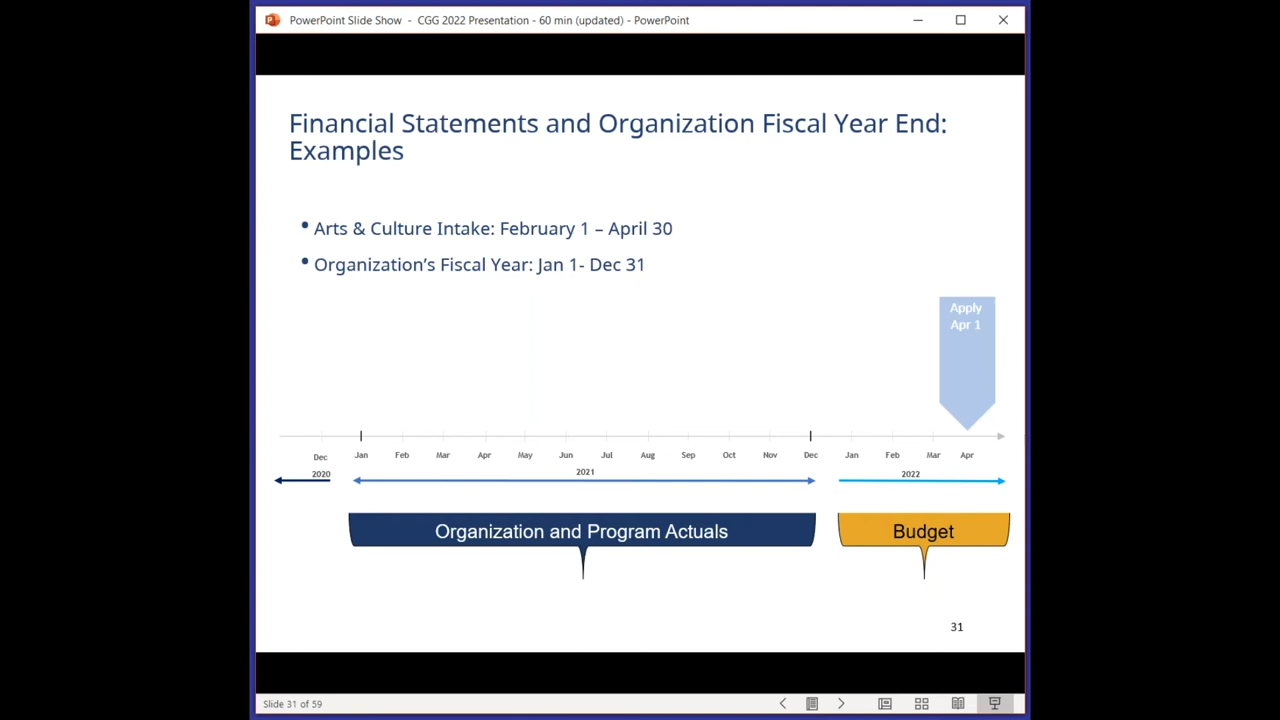 PowerPoint Slide Show - CGG 2022 Presentation - 60 min (updated) - PowerPoint
Financial Statements and Organization Fiscal Year End:
Examples
• Arts & Culture Intake: February 1 – April 30
• Organization's Fiscal Year: Jan 1- Dec 31
Apply
Apr 1
Dec Jan Feb Mar Apr May Jun Jul Aug Sep Oct Nov Dec Jan Feb Mar Apr
2020 2021 2022
Organization and Program Actuals Budget
31
Slide 31 of 59